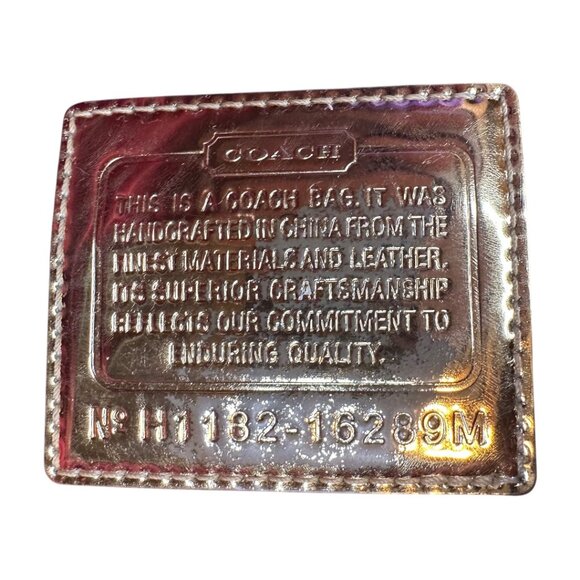 COACH
THIS IS A COACH BAG. IT WAS
HANDCRAFTED IN CHINA FROM THE
FINEST MATERIALS AND LEATHER.
ITS SUPERIOR CRAFTSMANSHIP
REFLECTS OUR COMMITMENT TO
ENDURING QUALITY.
Nº H1182-16289M